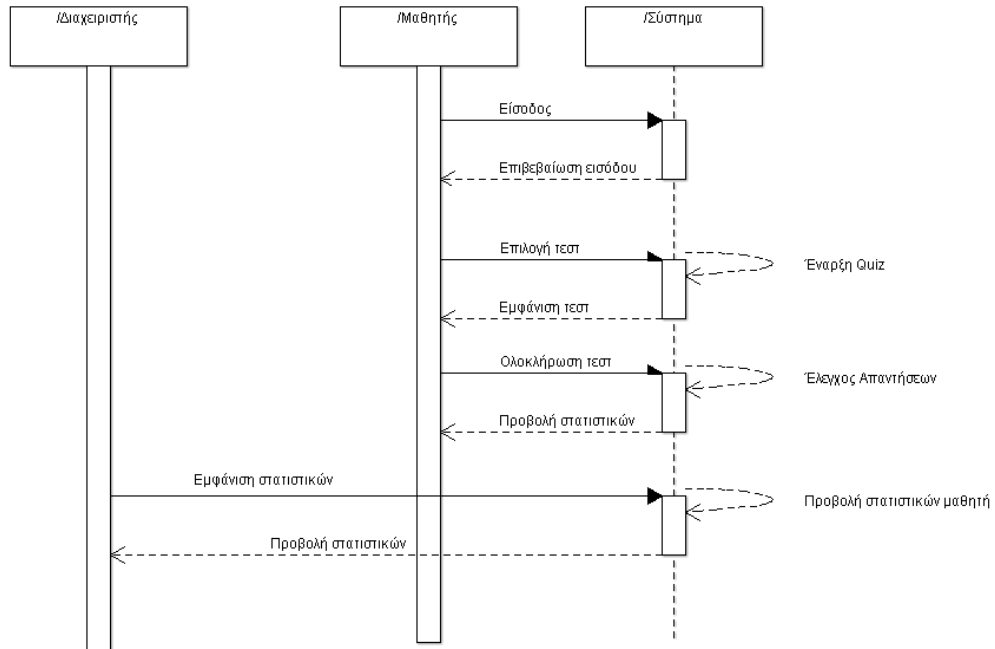 /Διαχειριστής
/Μαθητής
/Σύστημα
Είσοδος
Επιβεβαίωση εισόδου
Επιλογή τεστ
Έναρξη Quiz
Εμφάνιση τεστ
Ολοκλήρωση τεστ
Έλεγχος Απαντήσεων
Προβολή στατιστικών
Εμφάνιση στατιστικών
Προβολή στατιστικών μαθητή
Προβολή στατιστικών